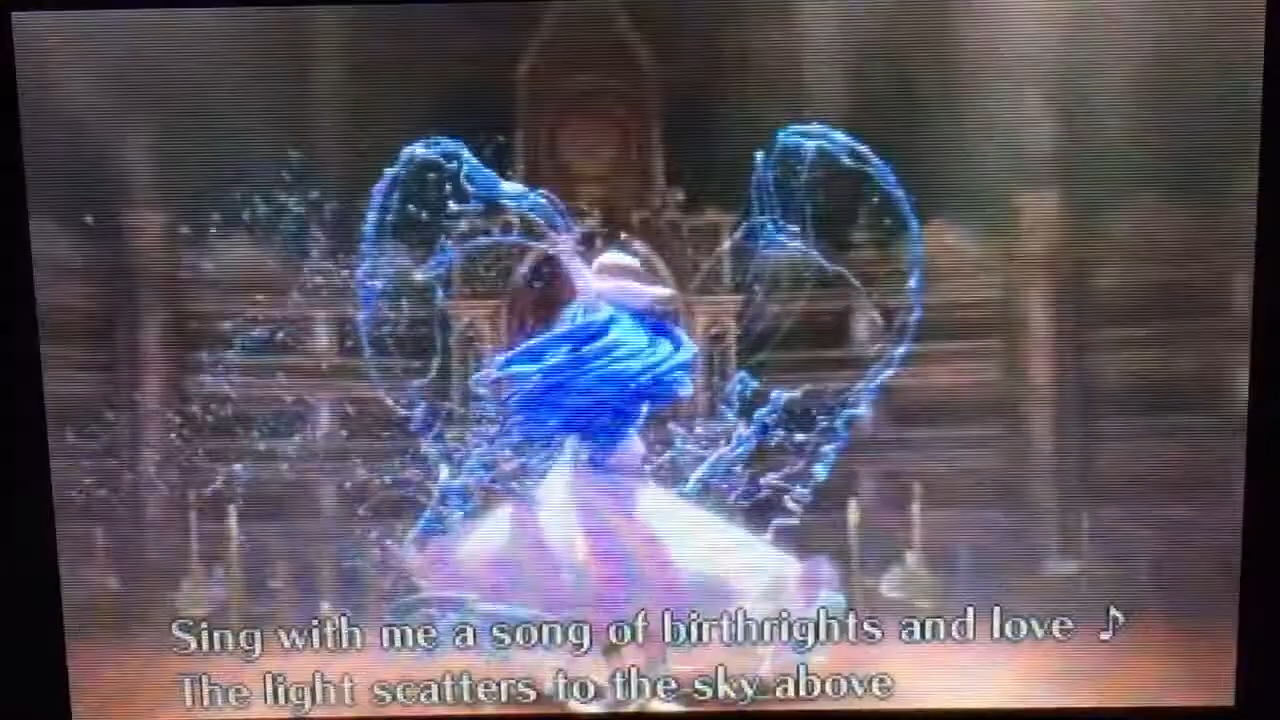 Sing with me a song of birthrights and love ♪
The light scatters to the sky above